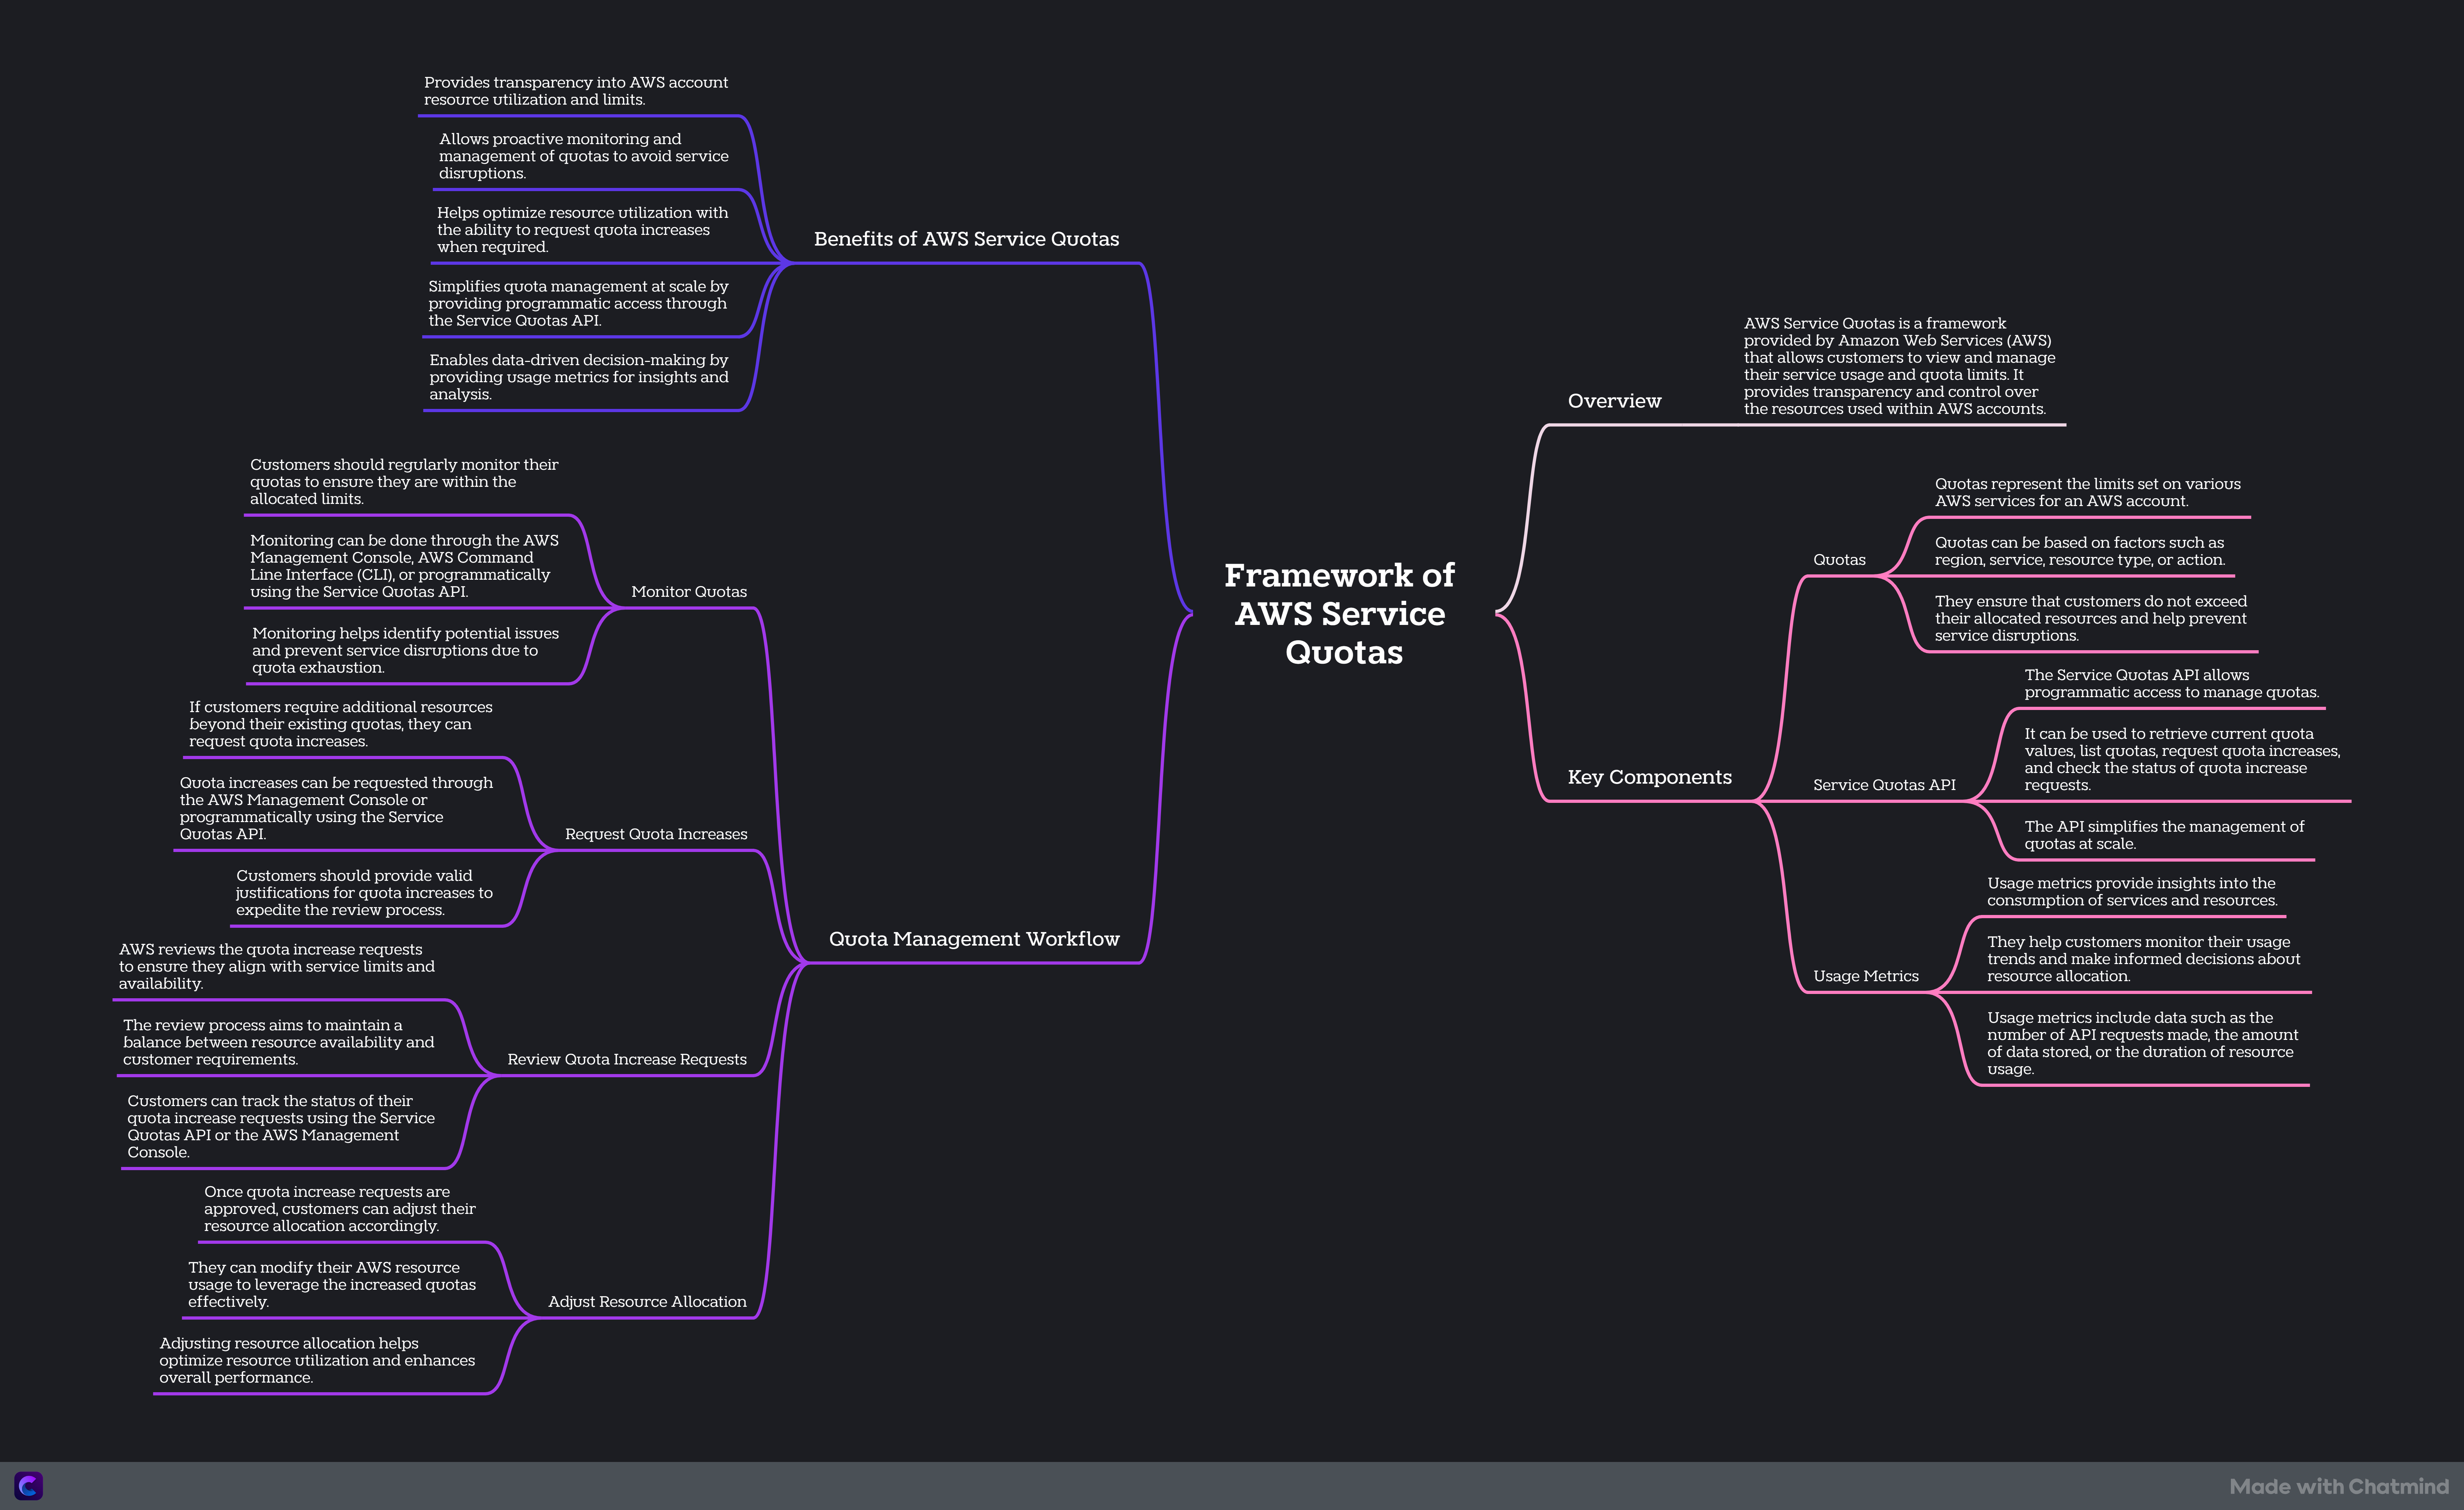 Framework of
AWS Service
Quotas
Overview
AWS Service Quotas is a framework
provided by Amazon Web Services (AWS)
that allows customers to view and manage
their service usage and quota limits. It
provides transparency and control over
the resources used within AWS accounts.
Key Components
Quotas
Quotas represent the limits set on various
AWS services for an AWS account.
Quotas can be based on factors such as
region, service, resource type, or action.
They ensure that customers do not exceed
their allocated resources and help prevent
service disruptions.
Service Quotas API
The Service Quotas API allows
programmatic access to manage quotas.
It can be used to retrieve current quota
values, list quotas, request quota increases,
and check the status of quota increase
requests.
The API simplifies the management of
quotas at scale.
Usage Metrics
Usage metrics provide insights into the
consumption of services and resources.
They help customers monitor their usage
trends and make informed decisions about
resource allocation.
Usage metrics include data such as the
number of API requests made, the amount
of data stored, or the duration of resource
usage.
Benefits of AWS Service Quotas
Provides transparency into AWS account
resource utilization and limits.
Allows proactive monitoring and
management of quotas to avoid service
disruptions.
Helps optimize resource utilization with
the ability to request quota increases
when required.
Simplifies quota management at scale by
providing programmatic access through
the Service Quotas API.
Enables data-driven decision-making by
providing usage metrics for insights and
analysis.
Quota Management Workflow
Monitor Quotas
Customers should regularly monitor their
quotas to ensure they are within the
allocated limits.
Monitoring can be done through the AWS
Management Console, AWS Command
Line Interface (CLI), or programmatically
using the Service Quotas API.
Monitoring helps identify potential issues
and prevent service disruptions due to
quota exhaustion.
Request Quota Increases
If customers require additional resources
beyond their existing quotas, they can
request quota increases.
Quota increases can be requested through
the AWS Management Console or
programmatically using the Service
Quotas API.
Customers should provide valid
justifications for quota increases to
expedite the review process.
Review Quota Increase Requests
AWS reviews the quota increase requests
to ensure they align with service limits and
availability.
The review process aims to maintain a
balance between resource availability and
customer requirements.
Customers can track the status of their
quota increase requests using the Service
Quotas API or the AWS Management
Console.
Adjust Resource Allocation
Once quota increase requests are
approved, customers can adjust their
resource allocation accordingly.
They can modify their AWS resource
usage to leverage the increased quotas
effectively.
Adjusting resource allocation helps
optimize resource utilization and enhances
overall performance.
Made with Chatmind